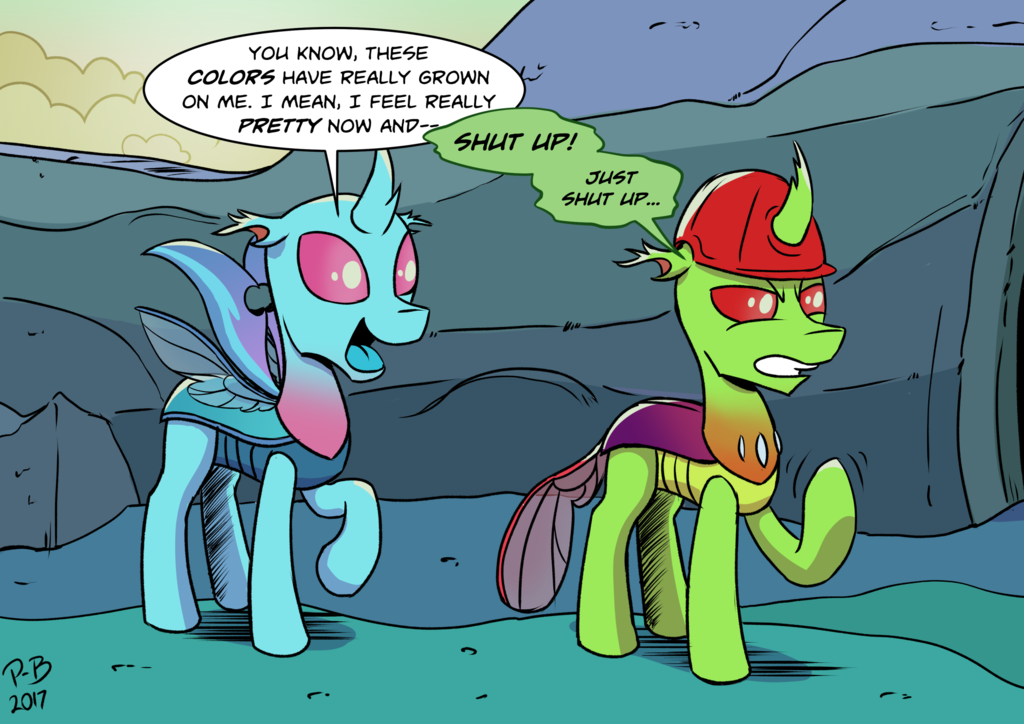 YOU KNOW, THESE
COLORS HAVE REALLY GROWN
ON ME. I MEAN, I FEEL REALLY
PRETTY NOW AND--
SHUT UP!
JUST
SHUT UP...
P-B
2017